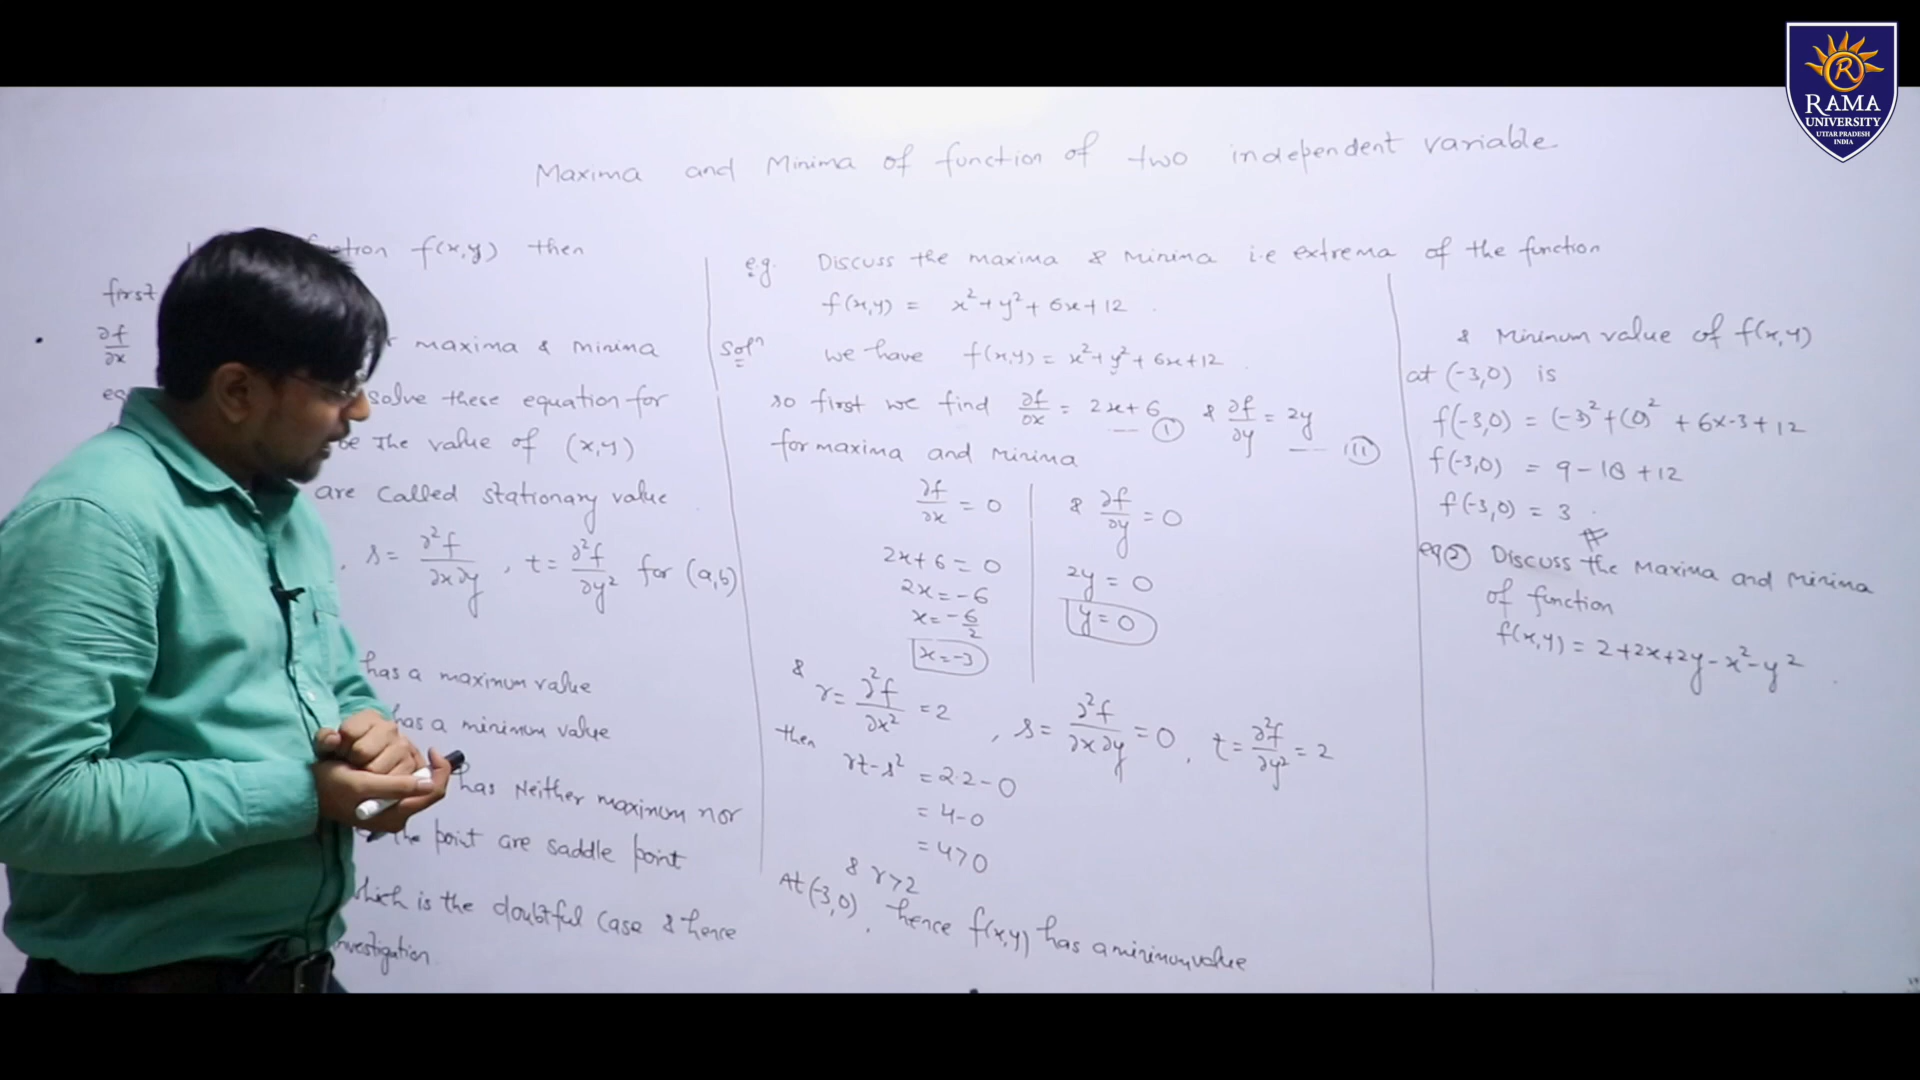 RAMA
UNIVERSITY
UTTAR PRADESH
INDIA
Maxima and Minima of function of two independent variable
f(x,y) then
first
∂f/∂x
maxima & minima
solve these equation for
The value of (x,y)
are called stationary value
, s = ∂²f/∂x∂y , t = ∂²f/∂y² for (a,b)
has a maximum value
has a minimum value
has Neither maximum nor
the point are saddle point
which is the doubtful case & hence
investigation
e.g. Discuss the maxima & minima i.e extrema of the function
f(x,y) = x²+y²+6x+12
Solⁿ we have f(x,y) = x²+y²+6x+12
so first we find ∂f/∂x = 2x+6 --- ① & ∂f/∂y = 2y --- ⑪
for maxima and minima
∂f/∂x = 0 & ∂f/∂y = 0
2x+6 = 0 2y = 0
2x = -6 y = 0
x = -6/2
x = -3
& r = ∂²f/∂x² = 2 , s = ∂²f/∂x∂y = 0 , t = ∂²f/∂y² = 2
then
rt-s² = 2·2-0
= 4-0
= 4>0
& r>2
At (-3,0), hence f(x,y) has a minimum value
& Minimum value of f(x,y)
at (-3,0) is
f(-3,0) = (-3)²+(0)² + 6x-3+12
f(-3,0) = 9-18+12
f(-3,0) = 3
eg② Discuss the Maxima and Minima
of function
f(x,y) = 2+2x+2y-x²-y²